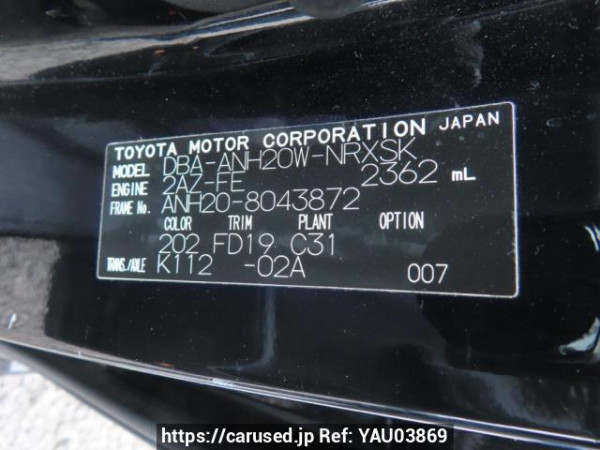 TOYOTA MOTOR CORPORATION JAPAN
MODEL DBA-ANH20W-NRXSK
ENGINE 2AZ-FE 2362 mL
FRAME No. ANH20-8043872
COLOR TRIM PLANT OPTION
202 FD19 C31
TRANS./AXLE K112 -02A 007
https://carused.jp Ref: YAU03869